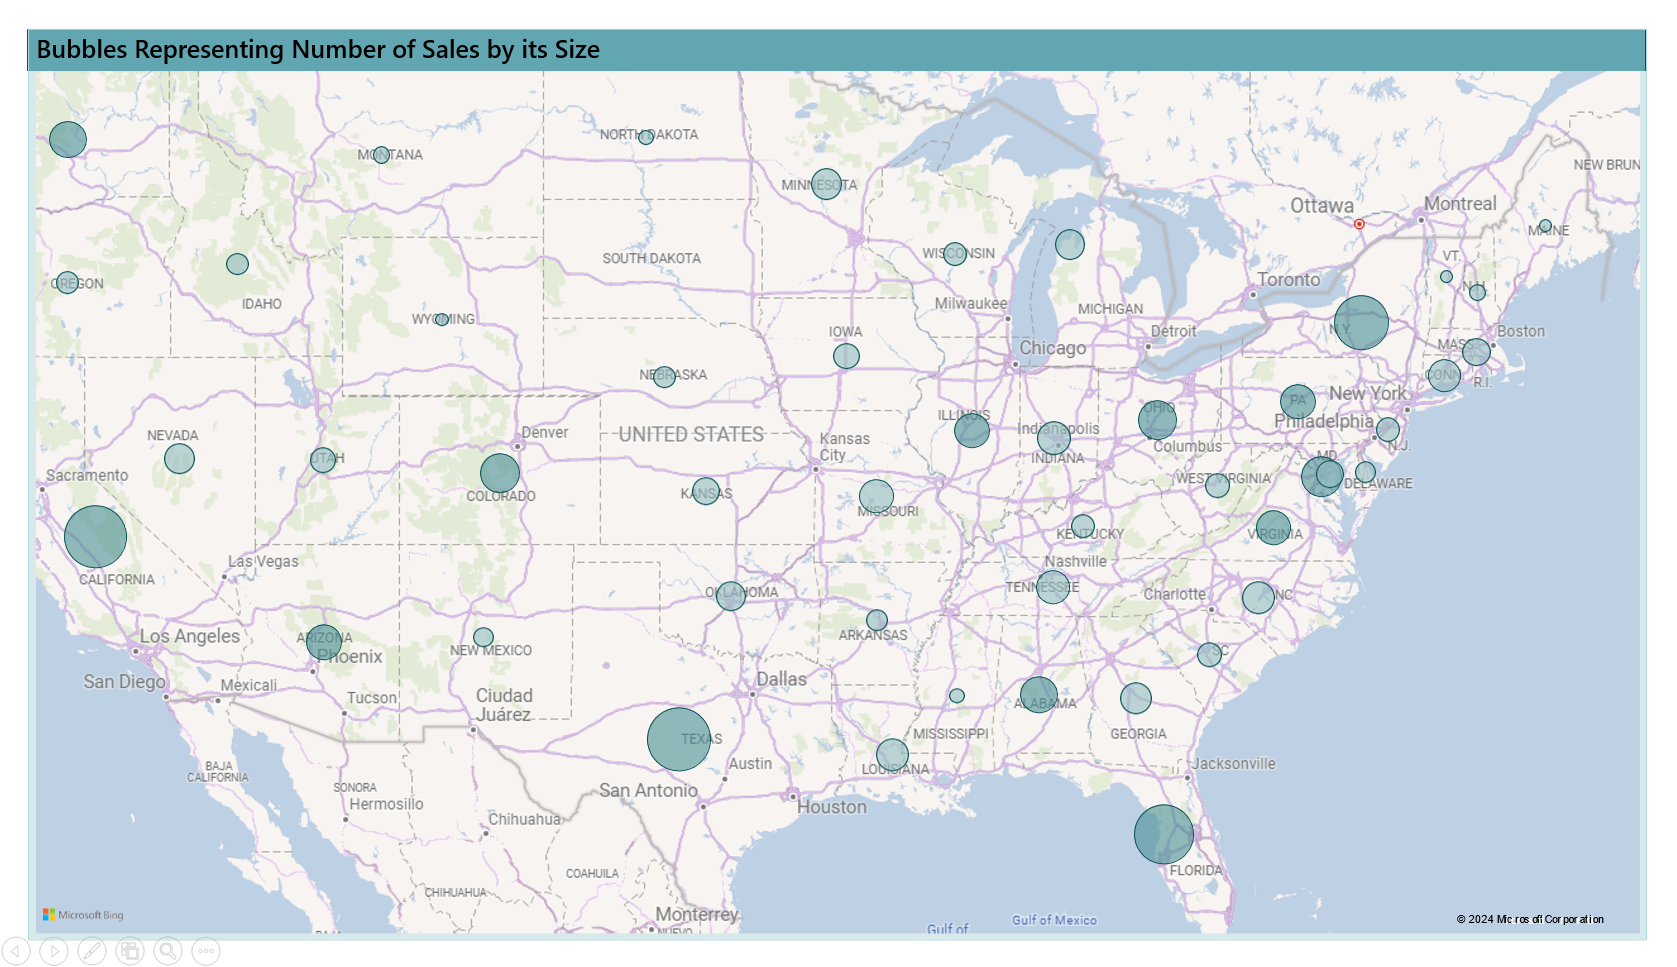 Bubbles Representing Number of Sales by its Size
NORTH DAKOTA
MONTANA
NEW BRUN
MINNESOTA
Ottawa
Montreal
MAINE
WISCONSIN
VT.
SOUTH DAKOTA
OREGON
Toronto
N.H.
IDAHO
Milwaukee
MICHIGAN
WYOMING
IOWA
Detroit
N.Y.
Boston
Chicago
MASS.
NEBRASKA
CONN
R.I.
New York
PA
ILLINOIS
OHIO
Philadelphia
NEVADA
Denver
UNITED STATES
Kansas
City
Indianapolis
Columbus
N.J.
UTAH
INDIANA
MD
Sacramento
WEST VIRGINIA
DELAWARE
COLORADO
KANSAS
MISSOURI
KENTUCKY
VIRGINIA
Las Vegas
Nashville
CALIFORNIA
OKLAHOMA
TENNESSEE
Charlotte
NC
Los Angeles
ARIZONA
ARKANSAS
Phoenix
NEW MEXICO
SC
San Diego
Mexicali
Dallas
Tucson
Ciudad
Juárez
ALABAMA
TEXAS
MISSISSIPPI
GEORGIA
BAJA
CALIFORNIA
Austin
LOUISIANA
Jacksonville
SONORA
San Antonio
Hermosillo
Houston
Chihuahua
COAHUILA
FLORIDA
CHIHUAHUA
Microsoft Bing
Monterrey
Gulf of Mexico
© 2024 Microsoft Corporation
Gulf of
NUEVO